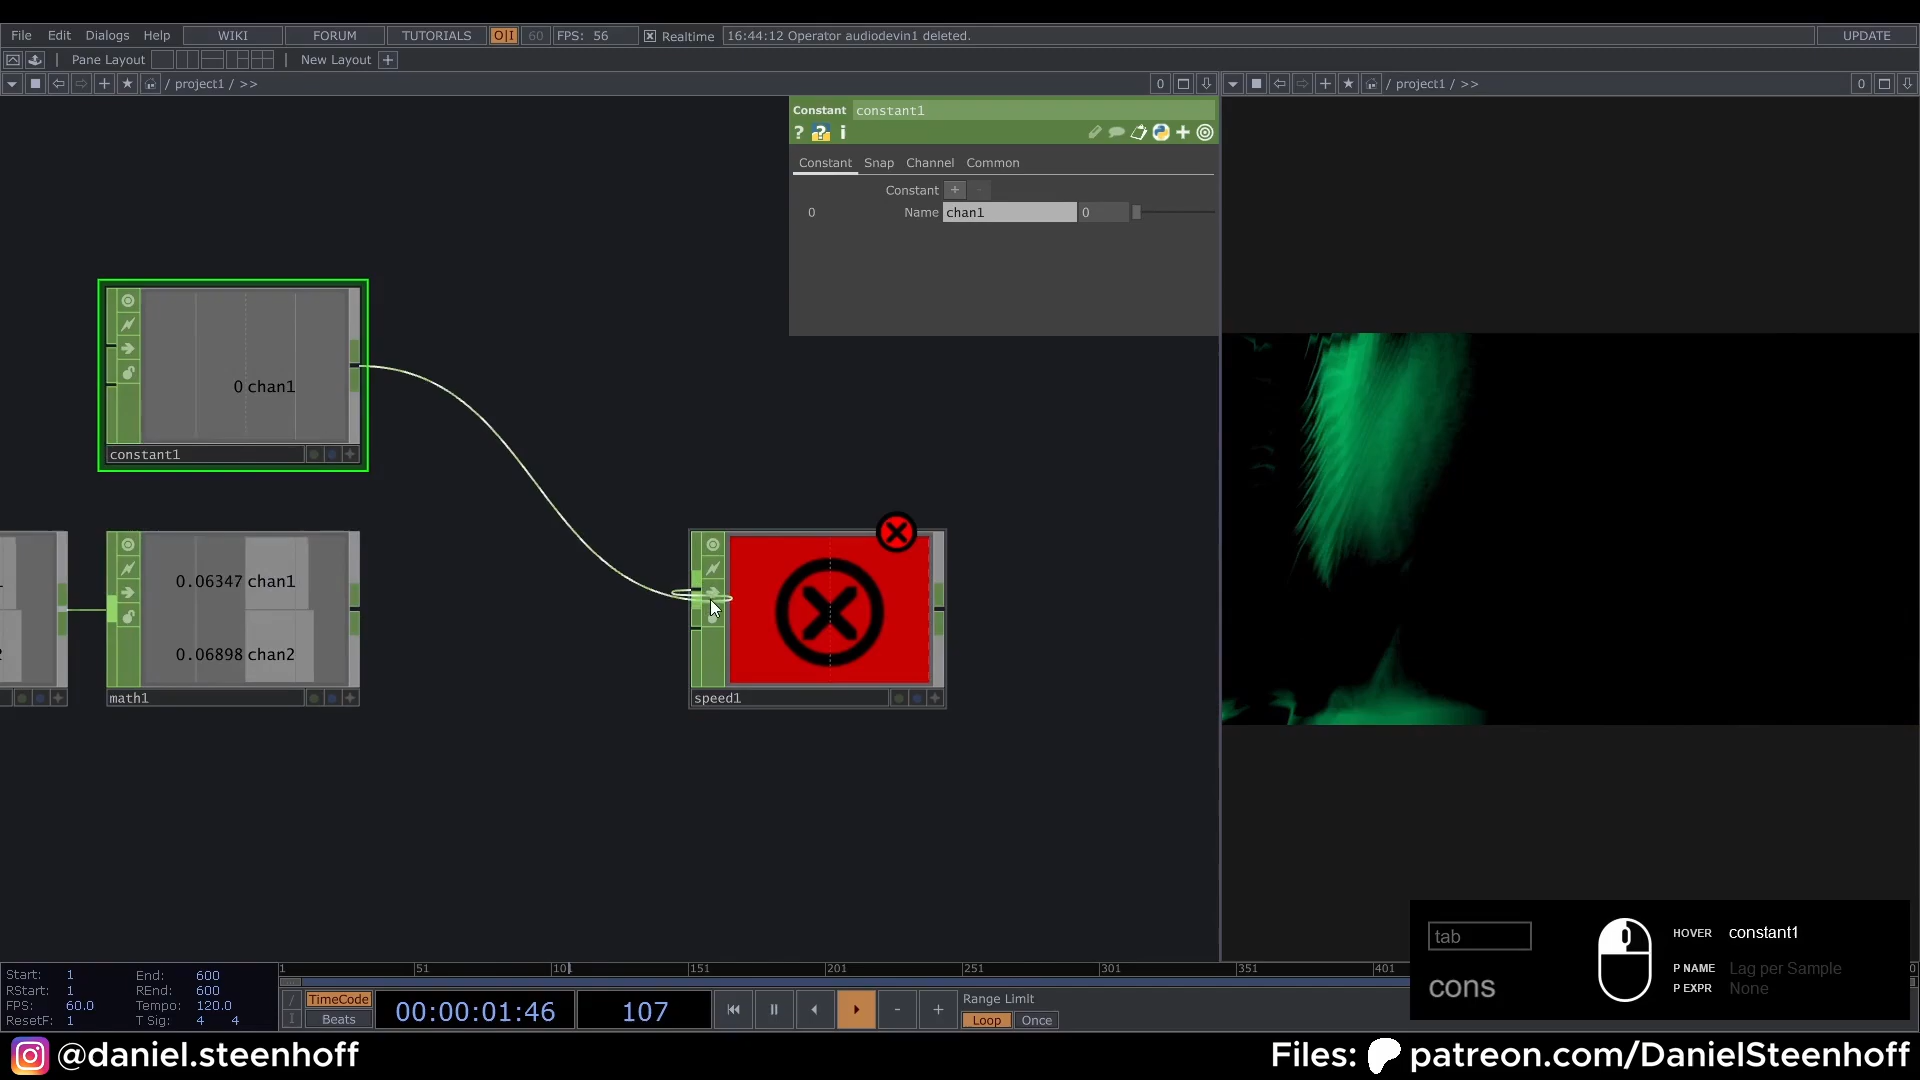 File Edit Dialogs Help WIKI FORUM TUTORIALS O|I 60 FPS: 56 Realtime 16:44:12 Operator audiodevin1 deleted. UPDATE
Pane Layout New Layout +
/ project1 / >> 0
/ project1 / >> 0
Constant constant1
? ? i
Constant Snap Channel Common
Constant + -
0 Name chan1 0
0 chan1
constant1
0.06347 chan1
0.06898 chan2
math1
speed1
tab
cons
HOVER constant1
P NAME Lag per Sample
P EXPR None
1 51 101 151 201 251 301 351 401
Start: 1 End: 600
RStart: 1 REnd: 600
FPS: 60.0 Tempo: 120.0
ResetF: 1 T Sig: 4 4
TimeCode
Beats
00:00:01:46 107
- +
Range Limit
Loop Once
@daniel.steenhoff
Files: patreon.com/DanielSteenhoff